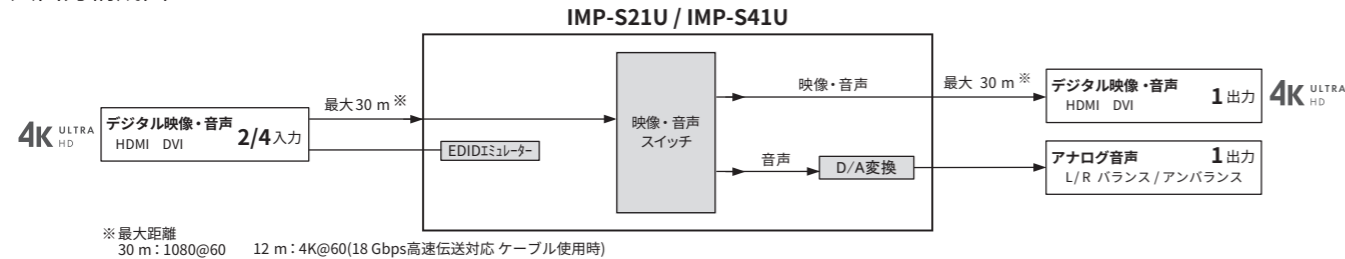 IMP-S21U / IMP-S41U
4K ULTRA HD
デジタル映像・音声 2/4入力
HDMI DVI
最大30 m ※
EDIDエミュレーター
映像・音声
スイッチ
映像・音声
音声
D/A変換
最大 30 m ※
デジタル映像・音声 1出力
HDMI DVI
4K ULTRA HD
アナログ音声 1出力
L/R バランス/アンバランス
※最大距離
30 m：1080@60 12 m：4K@60(18 Gbps高速伝送対応 ケーブル使用時)